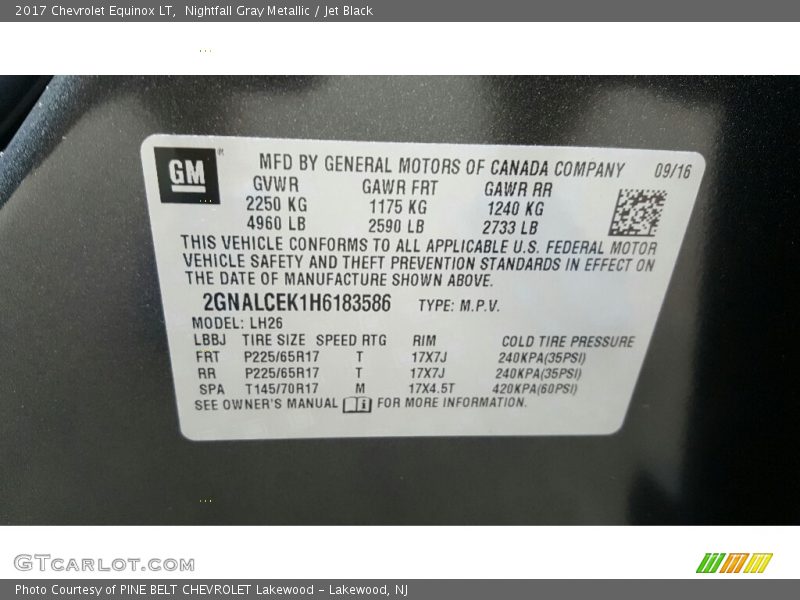 2017 Chevrolet Equinox LT,  Nightfall Gray Metallic / Jet Black
GM
MFD BY GENERAL MOTORS OF CANADA COMPANY 09/16
GVWR GAWR FRT GAWR RR
2250 KG 1175 KG 1240 KG
4960 LB 2590 LB 2733 LB
THIS VEHICLE CONFORMS TO ALL APPLICABLE U.S. FEDERAL MOTOR
VEHICLE SAFETY AND THEFT PREVENTION STANDARDS IN EFFECT ON
THE DATE OF MANUFACTURE SHOWN ABOVE.
2GNALCEK1H6183586 TYPE: M.P.V.
MODEL: LH26
LBBJ TIRE SIZE SPEED RTG RIM COLD TIRE PRESSURE
FRT P225/65R17 T 17X7J 240KPA(35PSI)
RR P225/65R17 T 17X7J 240KPA(35PSI)
SPA T145/70R17 M 17X4.5T 420KPA(60PSI)
SEE OWNER'S MANUAL FOR MORE INFORMATION.
GTCARLOT.COM
Photo Courtesy of PINE BELT CHEVROLET Lakewood - Lakewood, NJ